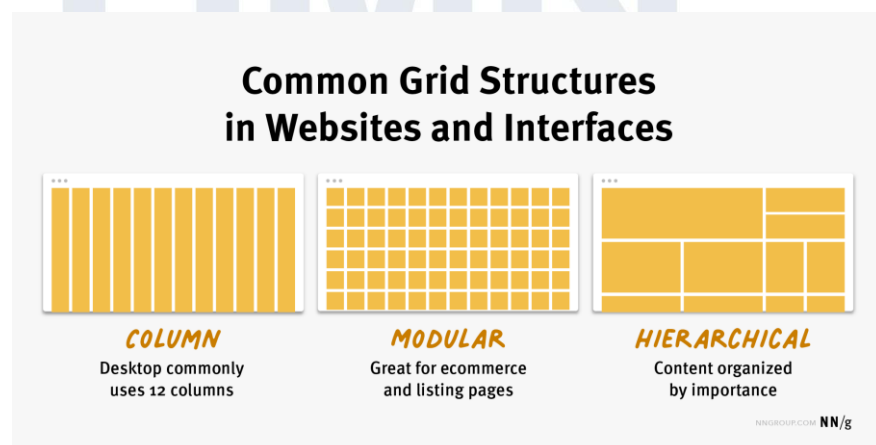 Common Grid Structures
in Websites and Interfaces
COLUMN
Desktop commonly
uses 12 columns
MODULAR
Great for ecommerce
and listing pages
HIERARCHICAL
Content organized
by importance
NNGROUP.COM NN/g